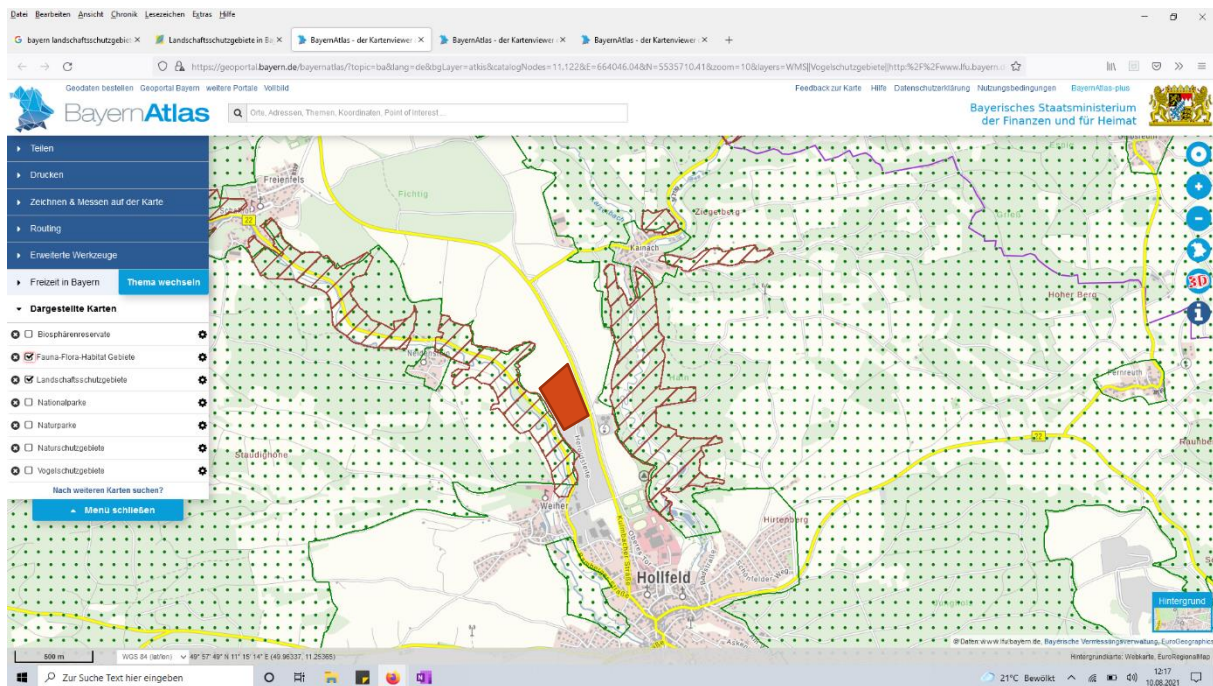 Datei Bearbeiten Ansicht Chronik Lesezeichen Extras Hilfe
bayern landschaftsschutzgebiet
Landschaftsschutzgebiete in Ba
BayernAtlas - der Kartenviewer
BayernAtlas - der Kartenviewer
BayernAtlas - der Kartenviewer
https://geoportal.bayern.de/bayernatlas/?topic=ba&lang=de&bgLayer=atkis&catalogNodes=11,122&E=664046.04&N=5535710.41&zoom=10&layers=WMS||Vogelschutzgebiete||http:%2F%2Fwww.lfu.bayern.d
Geodaten bestellen Geoportal Bayern weitere Portale Vollbild
Feedback zur Karte Hilfe Datenschutzerklärung Nutzungsbedingungen BayernAtlas-plus
BayernAtlas
Orte, Adressen, Themen, Koordinaten, Point of Interest...
Bayerisches Staatsministerium
der Finanzen und für Heimat
Teilen
Drucken
Zeichnen & Messen auf der Karte
Routing
Erweiterte Werkzeuge
Freizeit in Bayern Thema wechseln
Dargestellte Karten
Biosphärenreservate
Fauna-Flora-Habitat Gebiete
Landschaftsschutzgebiete
Nationalparke
Naturparke
Naturschutzgebiete
Vogelschutzgebiete
Nach weiteren Karten suchen?
Menü schließen
Freienfels
Fichtig
22
Kainach
Ziegelberg
Hoher Berg
3D
Pernreuth
22
Staudighöhe
Weiher
Hirtenberg
Kulmbacher Straße
Hollfeld
Hintergrund
© Daten: www.lfu.bayern.de, Bayerische Vermessungsverwaltung, EuroGeographics
500 m
WGS 84 (lat/lon) 49° 57' 49" N 11° 15' 14" E (49.96337, 11.25365)
Hintergrundkarte: Webkarte, EuroRegionalMap
Zur Suche Text hier eingeben
21°C Bewölkt
12:17
10.08.2021